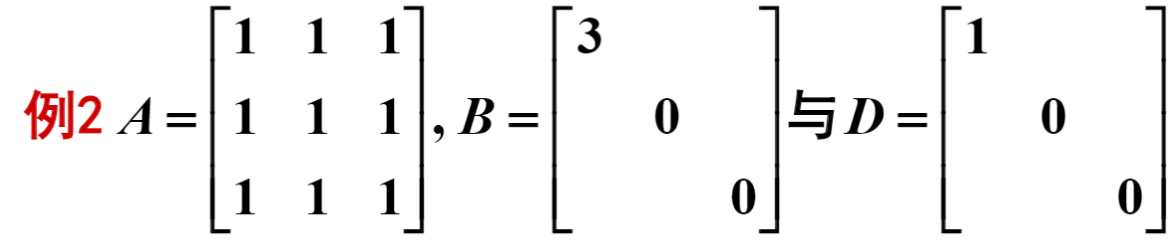 例2 A = [1 1 1; 1 1 1; 1 1 1], B = [3 ; 0 ; 0] 与 D = [1 ; 0 ; 0]